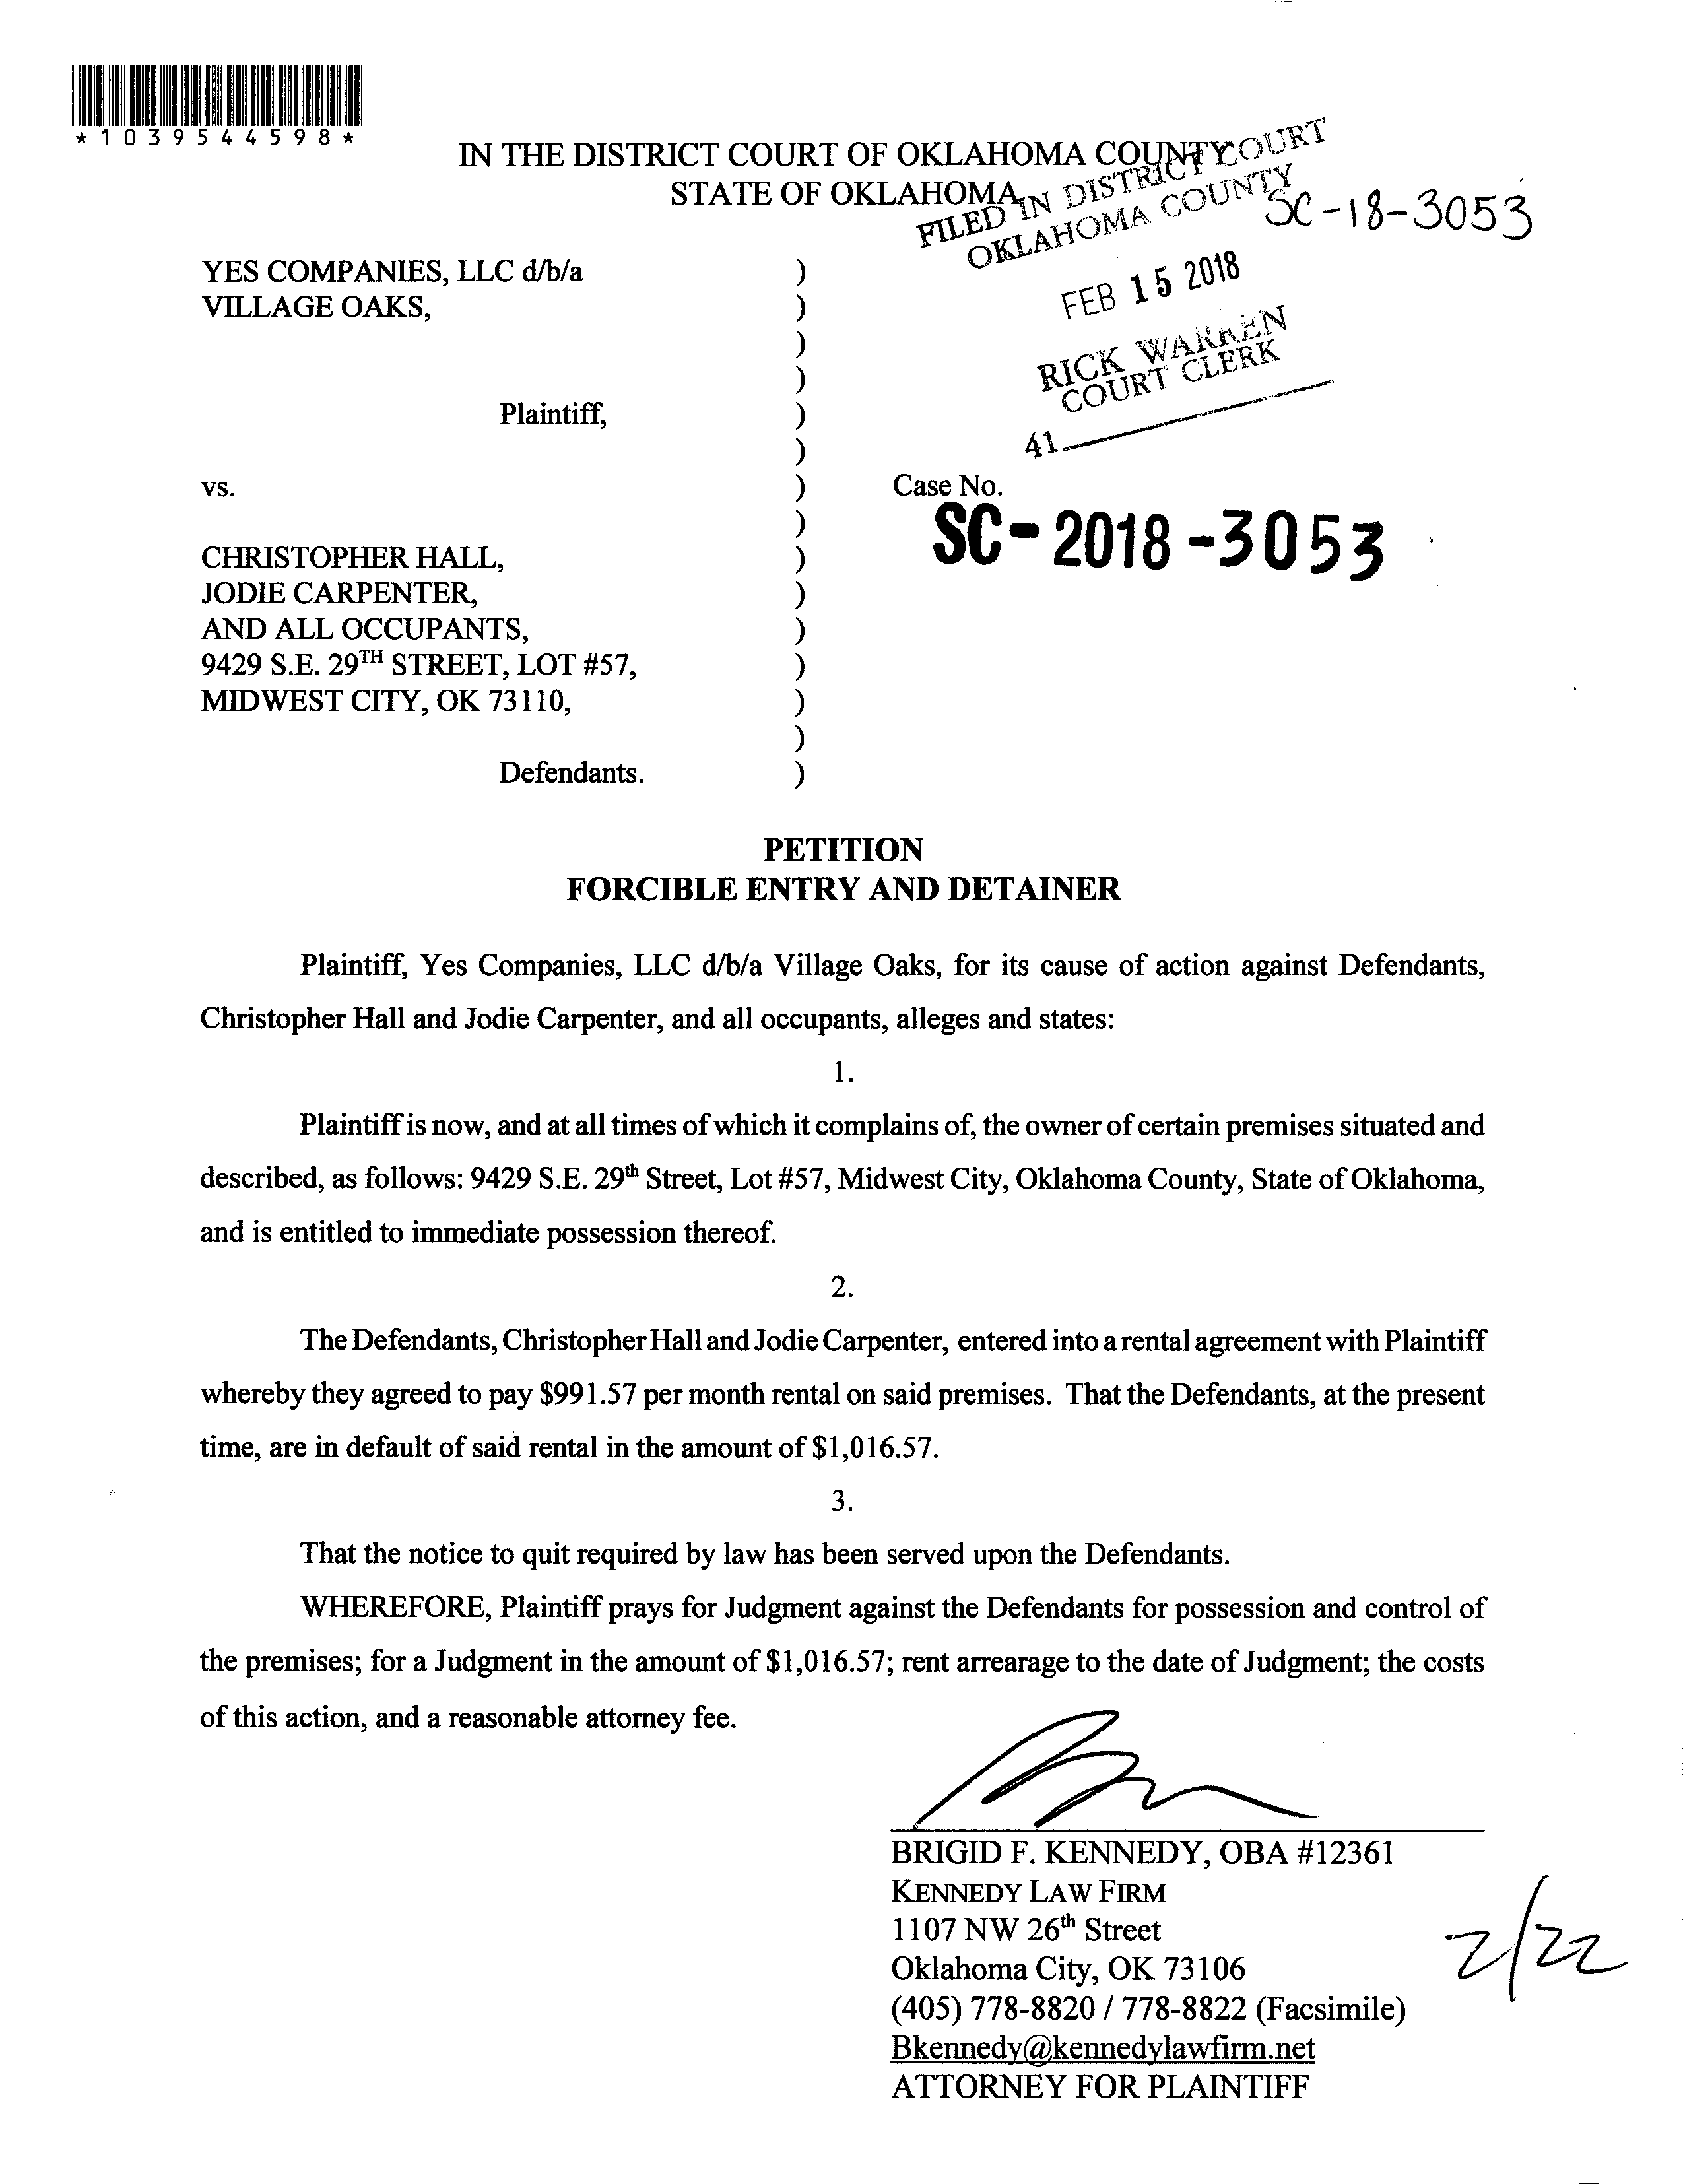 *1039544598*
IN THE DISTRICT COURT OF OKLAHOMA COUNTY
STATE OF OKLAHOMA
FILED IN DISTRICT COURT
OKLAHOMA COUNTY
SC-18-3053
FEB 15 2018
RICK WARREN
COURT CLERK
41
YES COMPANIES, LLC d/b/a )
VILLAGE OAKS, )
)
)
Plaintiff, )
)
vs. ) Case No.
) SC-2018-3053
CHRISTOPHER HALL, )
JODIE CARPENTER, )
AND ALL OCCUPANTS, )
9429 S.E. 29TH STREET, LOT #57, )
MIDWEST CITY, OK 73110, )
)
Defendants. )
PETITION
FORCIBLE ENTRY AND DETAINER
Plaintiff, Yes Companies, LLC d/b/a Village Oaks, for its cause of action against Defendants,
Christopher Hall and Jodie Carpenter, and all occupants, alleges and states:
1.
Plaintiff is now, and at all times of which it complains of, the owner of certain premises situated and
described, as follows: 9429 S.E. 29th Street, Lot #57, Midwest City, Oklahoma County, State of Oklahoma,
and is entitled to immediate possession thereof.
2.
The Defendants, Christopher Hall and Jodie Carpenter, entered into a rental agreement with Plaintiff
whereby they agreed to pay $991.57 per month rental on said premises. That the Defendants, at the present
time, are in default of said rental in the amount of $1,016.57.
3.
That the notice to quit required by law has been served upon the Defendants.
WHEREFORE, Plaintiff prays for Judgment against the Defendants for possession and control of
the premises; for a Judgment in the amount of $1,016.57; rent arrearage to the date of Judgment; the costs
of this action, and a reasonable attorney fee.
BRIGID F. KENNEDY, OBA #12361
KENNEDY LAW FIRM
1107 NW 26th Street
Oklahoma City, OK 73106
2/22
(405) 778-8820 / 778-8822 (Facsimile)
Bkennedy@kennedylawfirm.net
ATTORNEY FOR PLAINTIFF